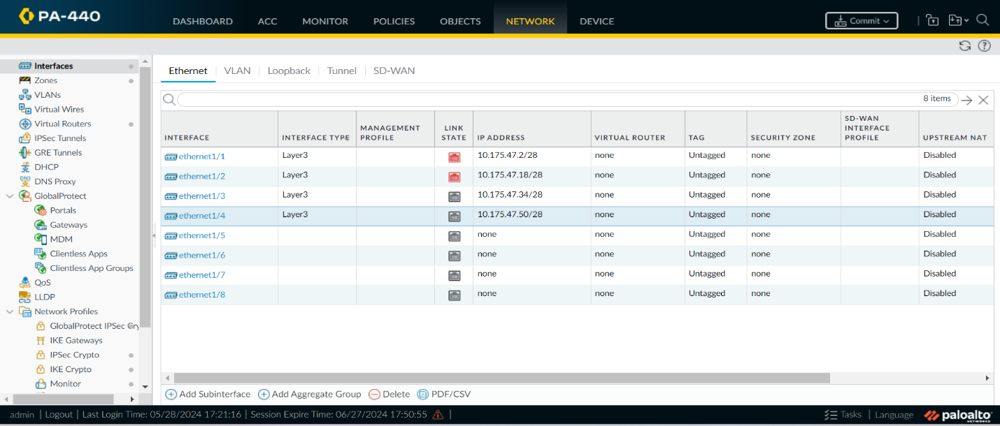 PA-440
DASHBOARD ACC MONITOR POLICIES OBJECTS NETWORK DEVICE
Commit
Interfaces
Zones
VLANs
Virtual Wires
Virtual Routers
IPSec Tunnels
GRE Tunnels
DHCP
DNS Proxy
GlobalProtect
Portals
Gateways
MDM
Clientless Apps
Clientless App Groups
QoS
LLDP
Network Profiles
GlobalProtect IPSec Cry
IKE Gateways
IPSec Crypto
IKE Crypto
Monitor
Ethernet | VLAN | Loopback | Tunnel | SD-WAN
8 items
INTERFACE INTERFACE TYPE MANAGEMENT PROFILE LINK STATE IP ADDRESS VIRTUAL ROUTER TAG SECURITY ZONE SD-WAN INTERFACE PROFILE UPSTREAM NAT
ethernet1/1 Layer3 10.175.47.2/28 none Untagged none Disabled
ethernet1/2 Layer3 10.175.47.18/28 none Untagged none Disabled
ethernet1/3 Layer3 10.175.47.34/28 none Untagged none Disabled
ethernet1/4 Layer3 10.175.47.50/28 none Untagged none Disabled
ethernet1/5 none none Untagged none Disabled
ethernet1/6 none none Untagged none Disabled
ethernet1/7 none none Untagged none Disabled
ethernet1/8 none none Untagged none Disabled
Add Subinterface Add Aggregate Group Delete PDF/CSV
admin | Logout | Last Login Time: 05/28/2024 17:21:16 | Session Expire Time: 06/27/2024 17:50:55 |
Tasks | Language
paloalto
NETWORKS